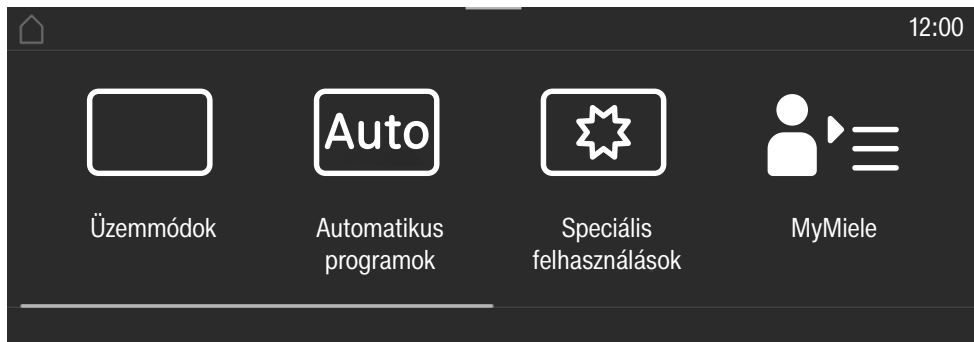 12:00
Auto
Üzemmódok
Automatikus
programok
Speciális
felhasználások
MyMiele